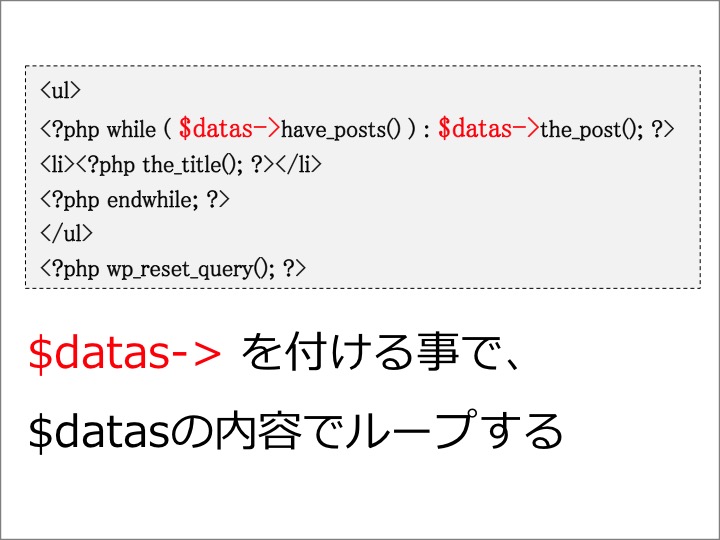 <ul>
<?php while ( $datas->have_posts() ) : $datas->the_post(); ?>
<li><?php the_title(); ?></li>
<?php endwhile; ?>
</ul>
<?php wp_reset_query(); ?>
$datas-> を付ける事で、
$datasの内容でループする